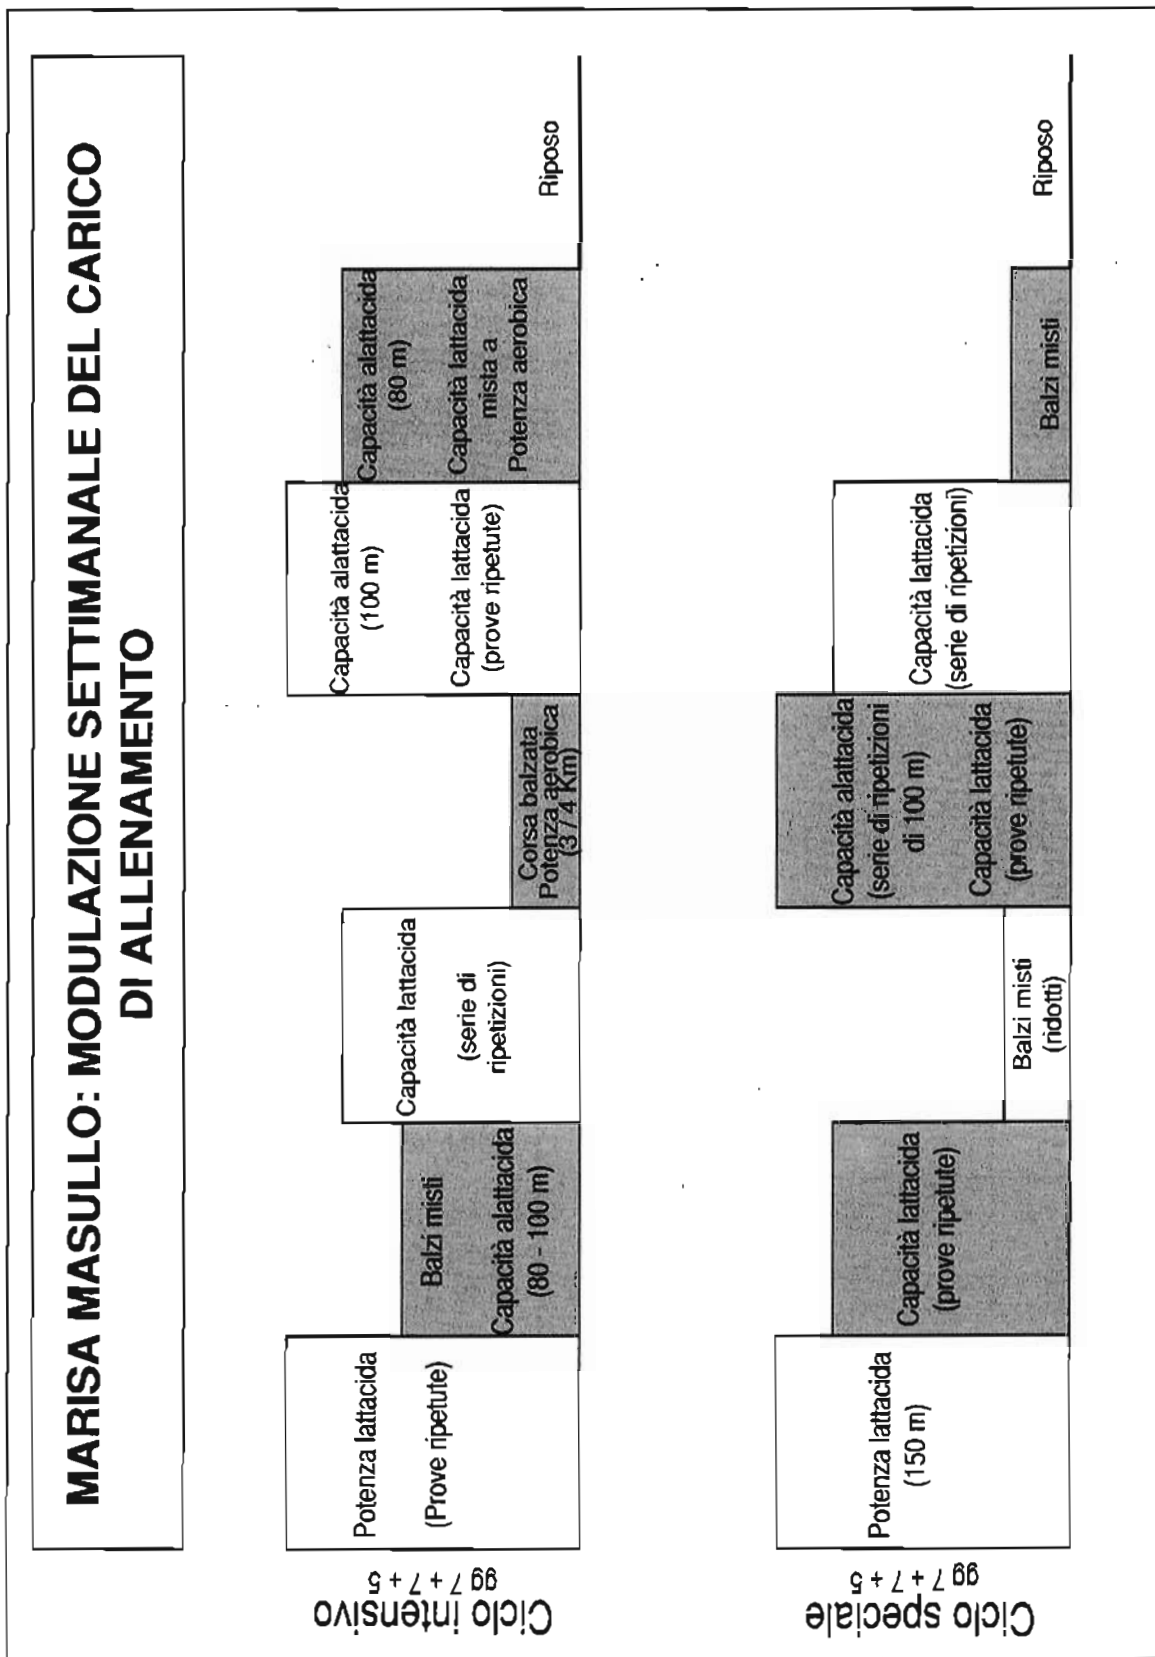 MARISA MASULLO: MODULAZIONE SETTIMANALE DEL CARICO
DI ALLENAMENTO
Ciclo intensivo
gg 7 + 7 + 5
Potenza lattacida
(Prove ripetute)
Balzi misti
Capacità alattacida
(80 - 100 m)
Capacità lattacida
(serie di
ripetizioni)
Corsa balzata
Potenza aerobica
(3 / 4 Km)
Capacità alattacida
(100 m)
Capacità lattacida
(prove ripetute)
Capacità alattacida
(80 m)
Capacità lattacida
mista a
Potenza aerobica
Riposo
Ciclo speciale
gg 7 + 7 + 5
Potenza lattacida
(150 m)
Capacità lattacida
(prove ripetute)
Balzi misti
(ridotti)
Capacità alattacida
(serie di ripetizioni
di 100 m)
Capacità lattacida
(prove ripetute)
Capacità lattacida
(serie di ripetizioni)
Balzi misti
Riposo